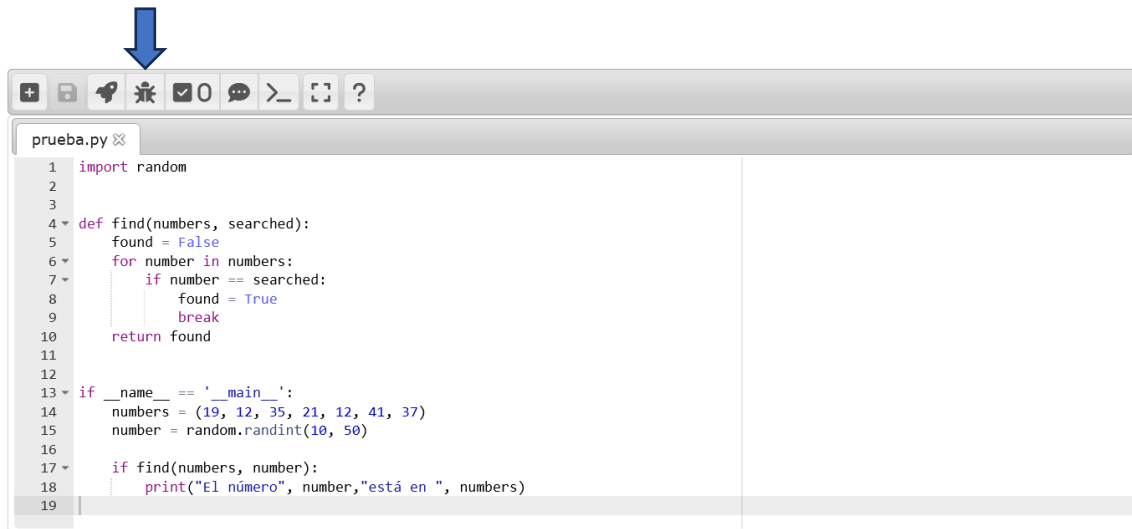 0 >_ ?
prueba.py
1 import random
2
3
4 def find(numbers, searched):
5     found = False
6     for number in numbers:
7         if number == searched:
8             found = True
9             break
10     return found
11
12
13 if __name__ == '__main__':
14     numbers = (19, 12, 35, 21, 12, 41, 37)
15     number = random.randint(10, 50)
16
17     if find(numbers, number):
18         print("El número", number,"está en ", numbers)
19